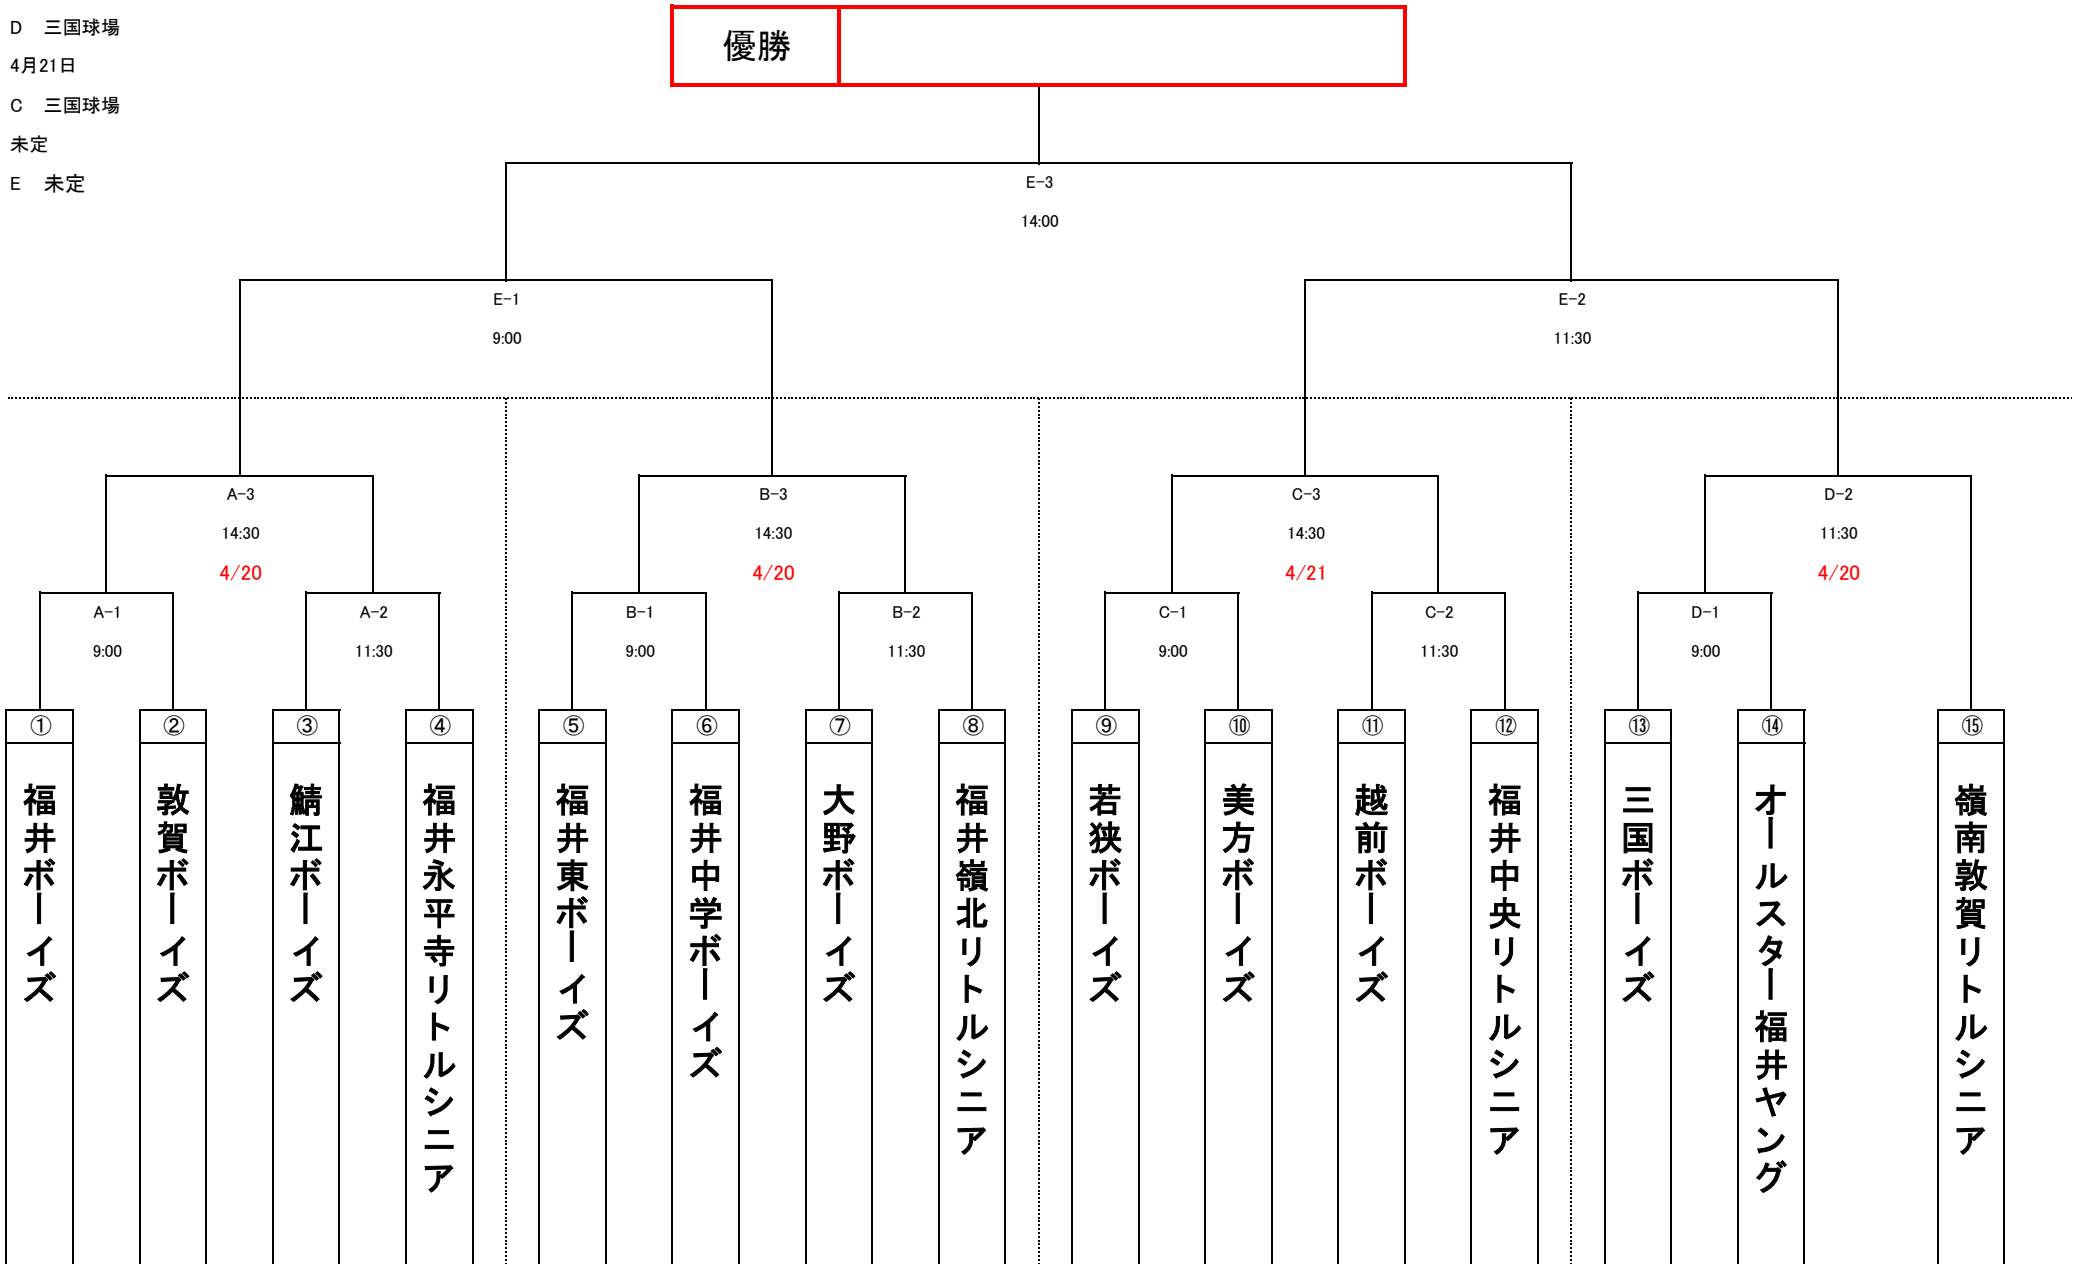 D　三国球場
4月21日
C　三国球場
未定
E　未定
優勝
E-3
14:00
E-1
9:00
E-2
11:30
A-3
14:30
4/20
B-3
14:30
4/20
C-3
14:30
4/21
D-2
11:30
4/20
A-1
9:00
A-2
11:30
B-1
9:00
B-2
11:30
C-1
9:00
C-2
11:30
D-1
9:00
①
福井ボーイズ
②
敦賀ボーイズ
③
鯖江ボーイズ
④
福井永平寺リトルシニア
⑤
福井東ボーイズ
⑥
福井中学ボーイズ
⑦
大野ボーイズ
⑧
福井嶺北リトルシニア
⑨
若狭ボーイズ
⑩
美方ボーイズ
⑪
越前ボーイズ
⑫
福井中央リトルシニア
⑬
三国ボーイズ
⑭
オールスター福井ヤング
⑮
嶺南敦賀リトルシニア